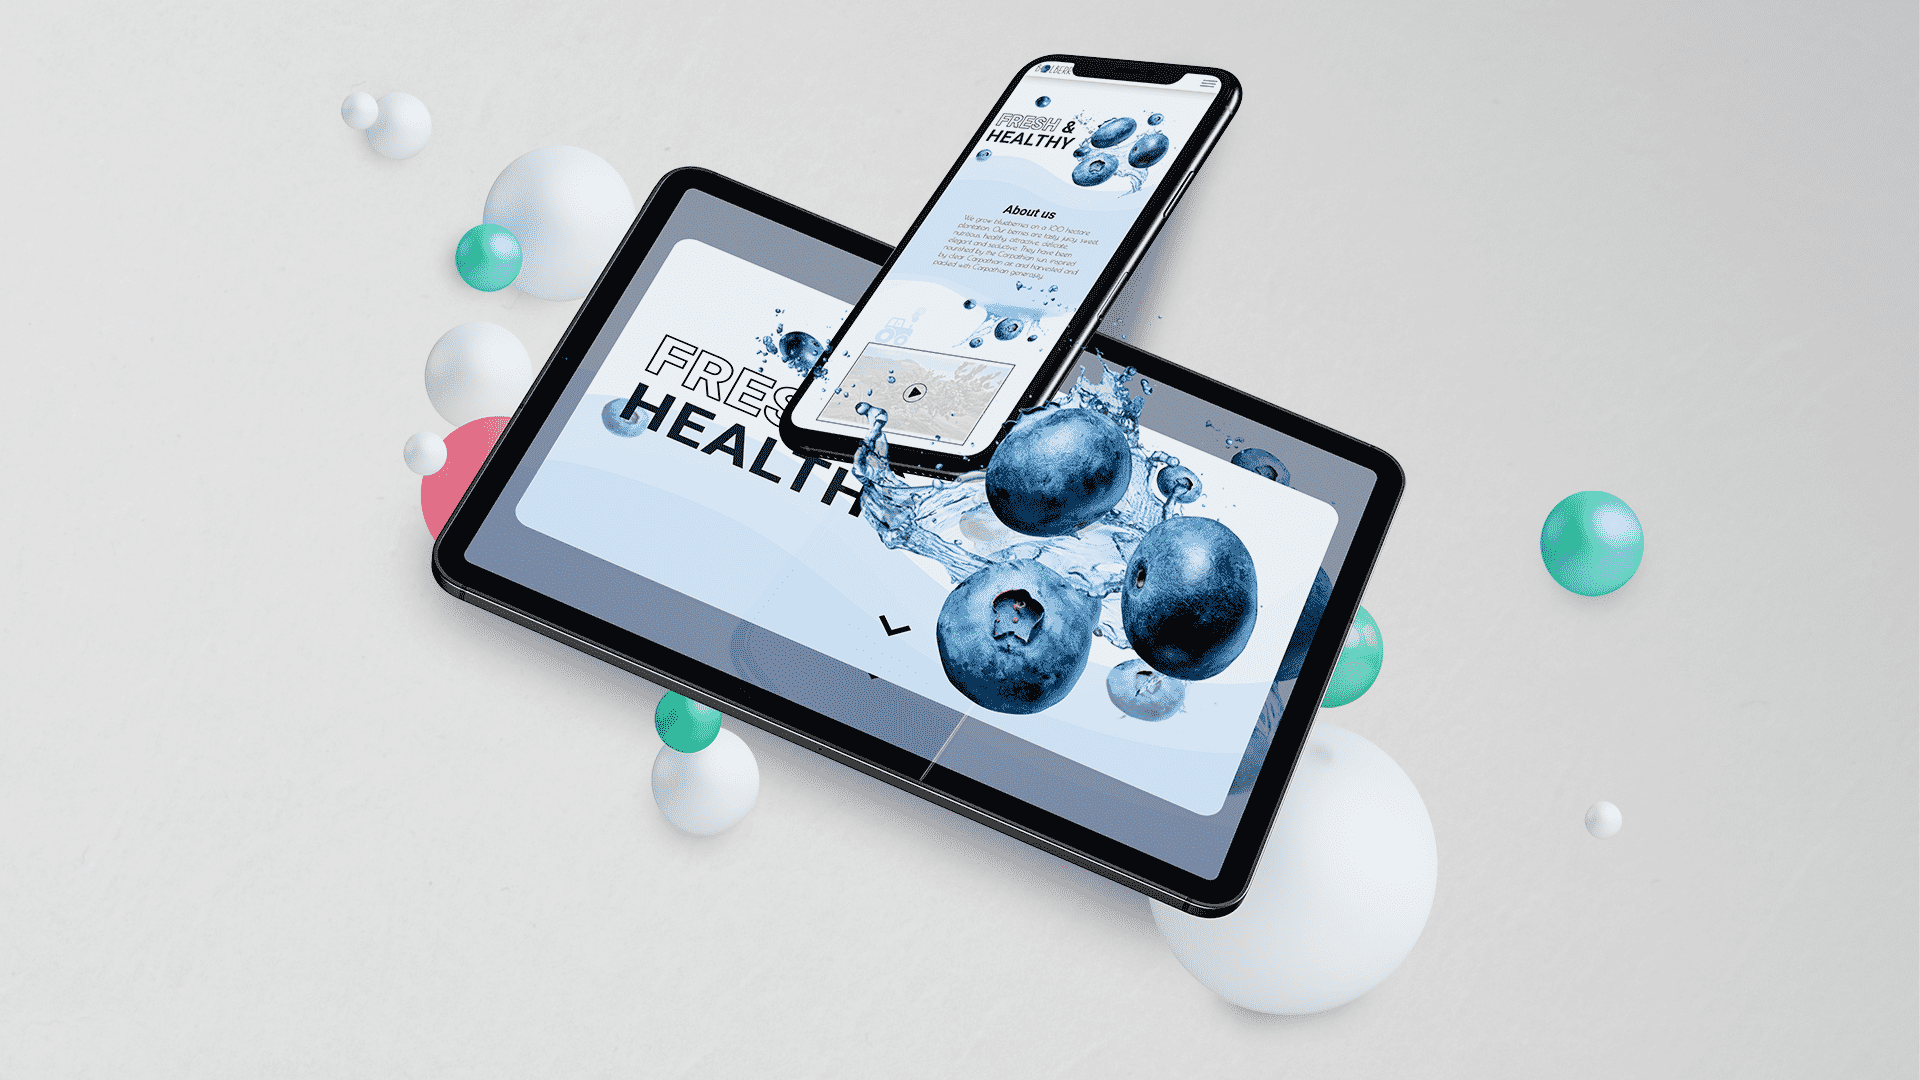 FRESH &
HEALTHY
About us
We grow blueberries on a 100 hectare
plantation. Our berries are tasty, juicy, sweet,
nutritious, healthy, attractive, delicate,
elegant and seductive. They have been
nourished by the Carpathian sun, inspired
by clear Carpathian air and harvested and
packed with Carpathian generosity.
FRES
HEALTH